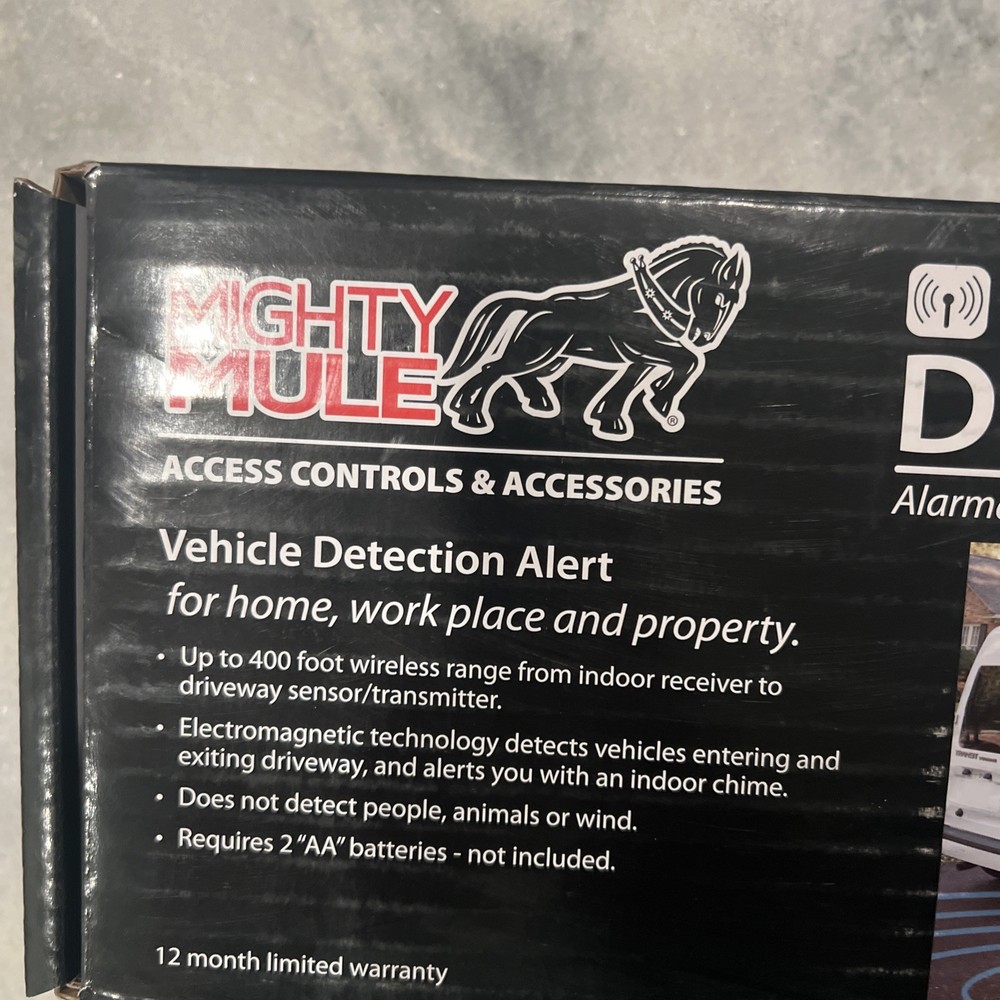 MIGHTY
MULE
®
ACCESS CONTROLS & ACCESSORIES
Vehicle Detection Alert
for home, work place and property.
• Up to 400 foot wireless range from indoor receiver to
driveway sensor/transmitter.
• Electromagnetic technology detects vehicles entering and
exiting driveway, and alerts you with an indoor chime.
• Does not detect people, animals or wind.
• Requires 2 "AA" batteries - not included.
12 month limited warranty
D
Alarm